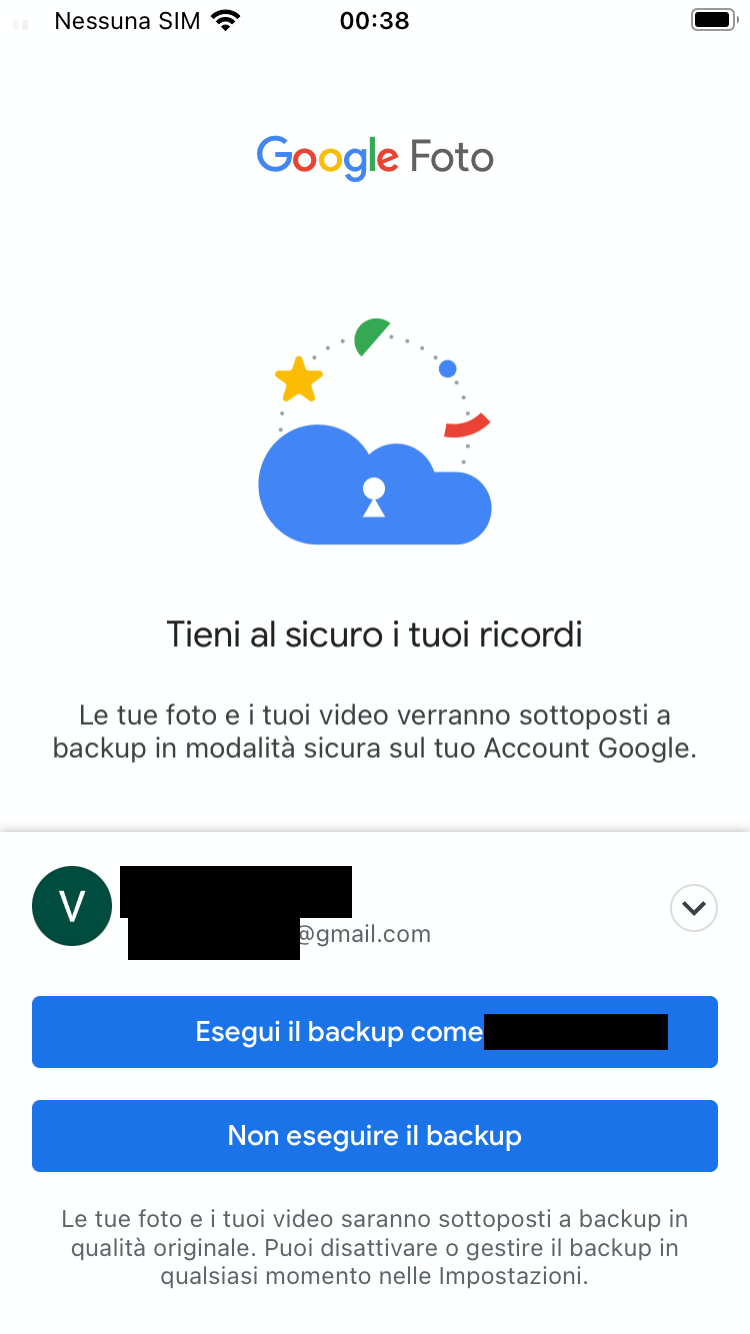 Nessuna SIM 00:38
Google Foto
Tieni al sicuro i tuoi ricordi
Le tue foto e i tuoi video verranno sottoposti a
backup in modalità sicura sul tuo Account Google.
V
@gmail.com
Esegui il backup come
Non eseguire il backup
Le tue foto e i tuoi video saranno sottoposti a backup in
qualità originale. Puoi disattivare o gestire il backup in
qualsiasi momento nelle Impostazioni.